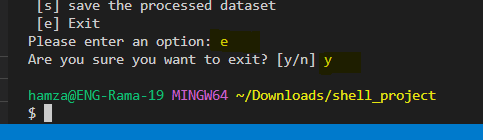 [s] save the processed dataset
[e] Exit
Please enter an option: e
Are you sure you want to exit? [y/n] y
hamza@ENG-Rama-19 MINGW64 ~/Downloads/shell_project
$